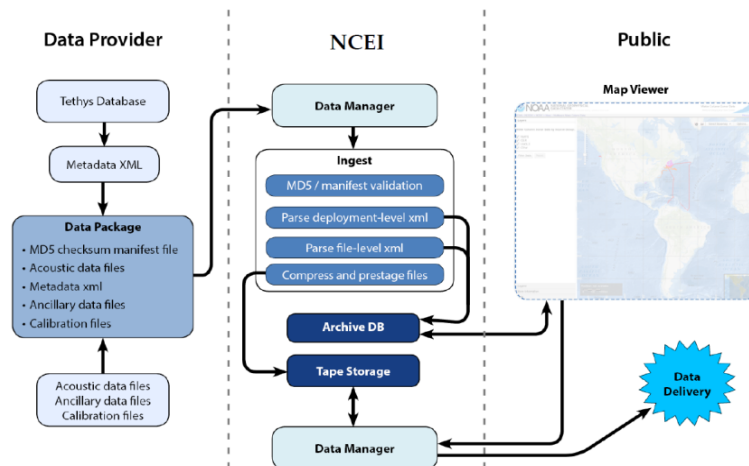 Data Provider
NCEI
Public
Tethys Database
Metadata XML
Data Package
• MD5 checksum manifest file
• Acoustic data files
• Metadata xml
• Ancillary data files
• Calibration files
Acoustic data files
Ancillary data files
Calibration files
Data Manager
Ingest
MD5 / manifest validation
Parse deployment-level xml
Parse file-level xml
Compress and prestage files
Archive DB
Tape Storage
Data Manager
Map Viewer
NOAA
Data
Delivery